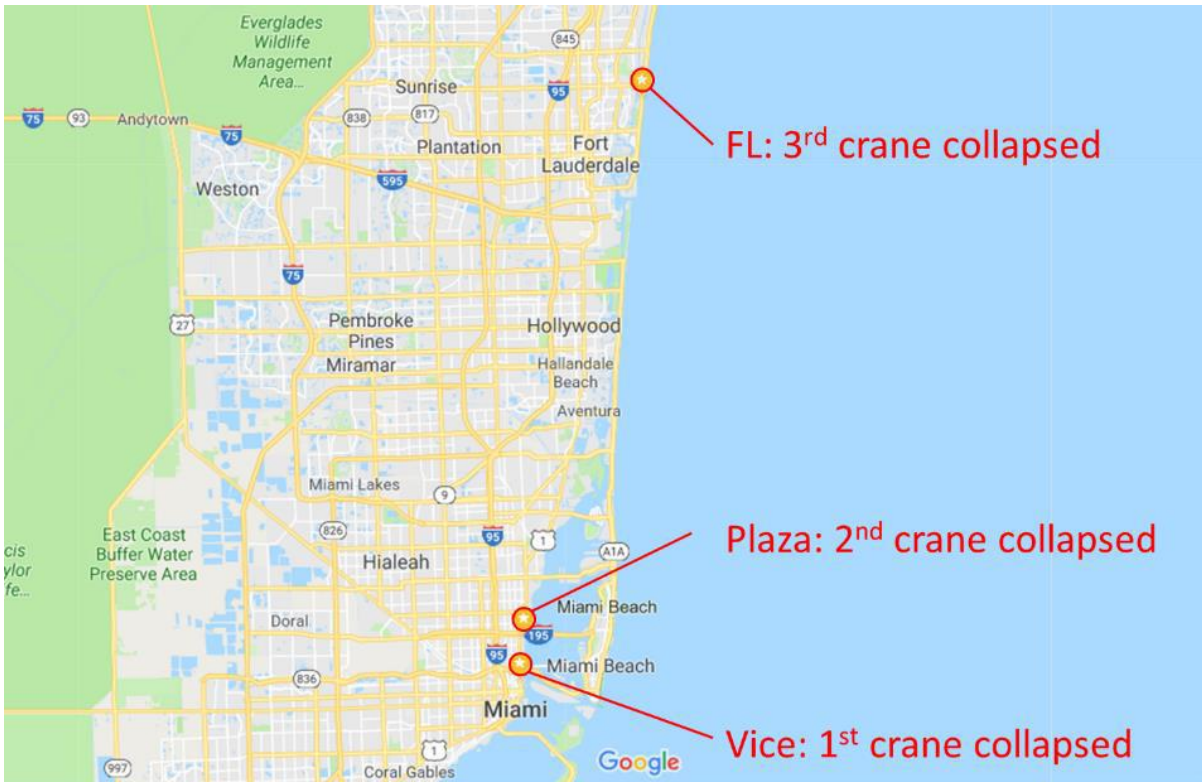 Everglades
Wildlife
Management
Area...
845
Sunrise
95
75
93
Andytown
838
817
FL: 3rd crane collapsed
75
Plantation
Fort
Lauderdale
Weston
595
75
27
Pembroke
Pines
Hollywood
Miramar
Hallandale
Beach
Aventura
Miami Lakes
9
826
95
1
East Coast
Buffer Water
Preserve Area
A1A
Plaza: 2nd crane collapsed
cis
ylor
fe...
Hialeah
Miami Beach
Doral
195
95
Miami Beach
836
Miami
Vice: 1st crane collapsed
1
Google
997
Coral Gables